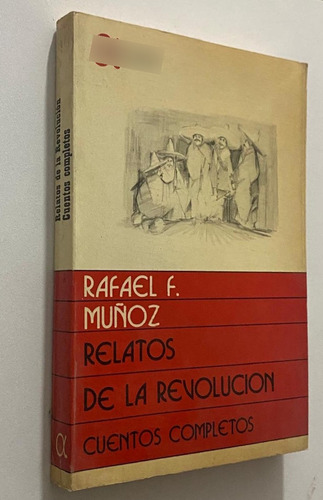 RAFAEL F.
MUÑOZ
RELATOS
DE LA REVOLUCION
CUENTOS COMPLETOS
Relatos de la Revolución
Cuentos completos
α